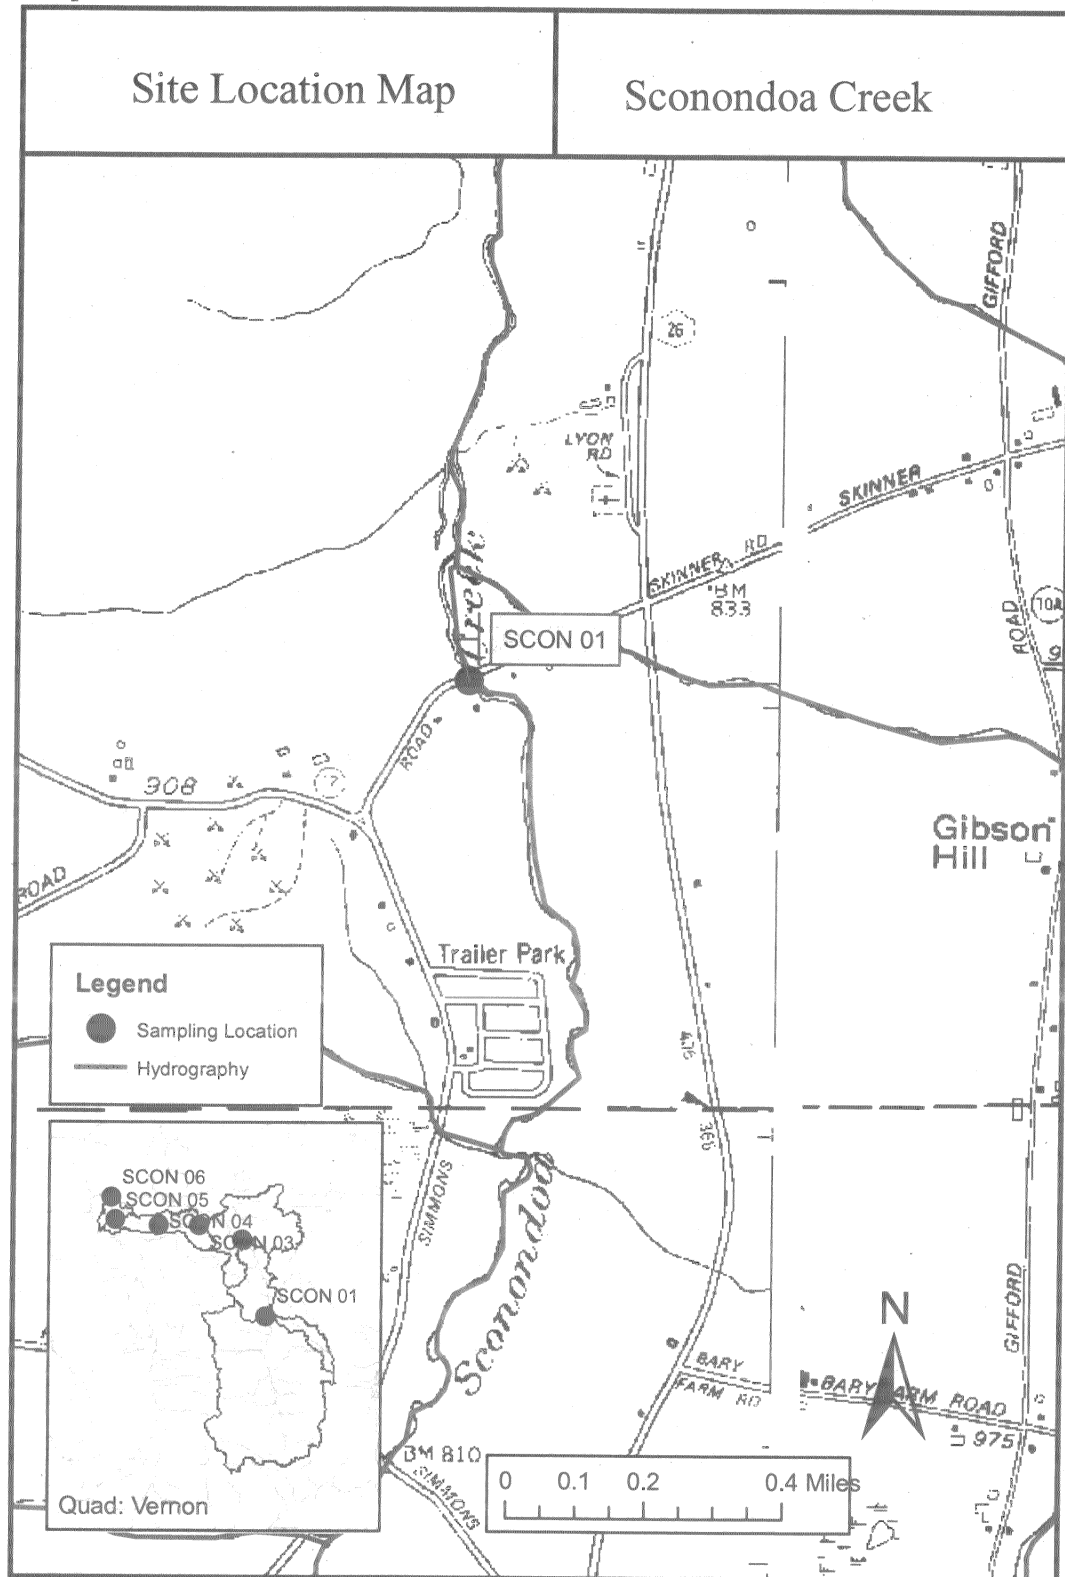 Site Location Map
Sconondoa Creek
GIFFORD
26
LYON
RD
SKINNER
SKINNER RD
BM
833
ROAD
10A
SCON 01
ROAD
308
17
Gibson
Hill
ROAD
Trailer Park
Legend
Sampling Location
Hydrography
SIMMONS
Sconondoa
SCON 06
SCON 05
SCON 04
SCON 03
SCON 01
Quad: Vernon
N
GIFFORD
BARY
FARM RD
BARY FARM ROAD
975
BM 810
SIMMONS
0 0.1 0.2 0.4 Miles